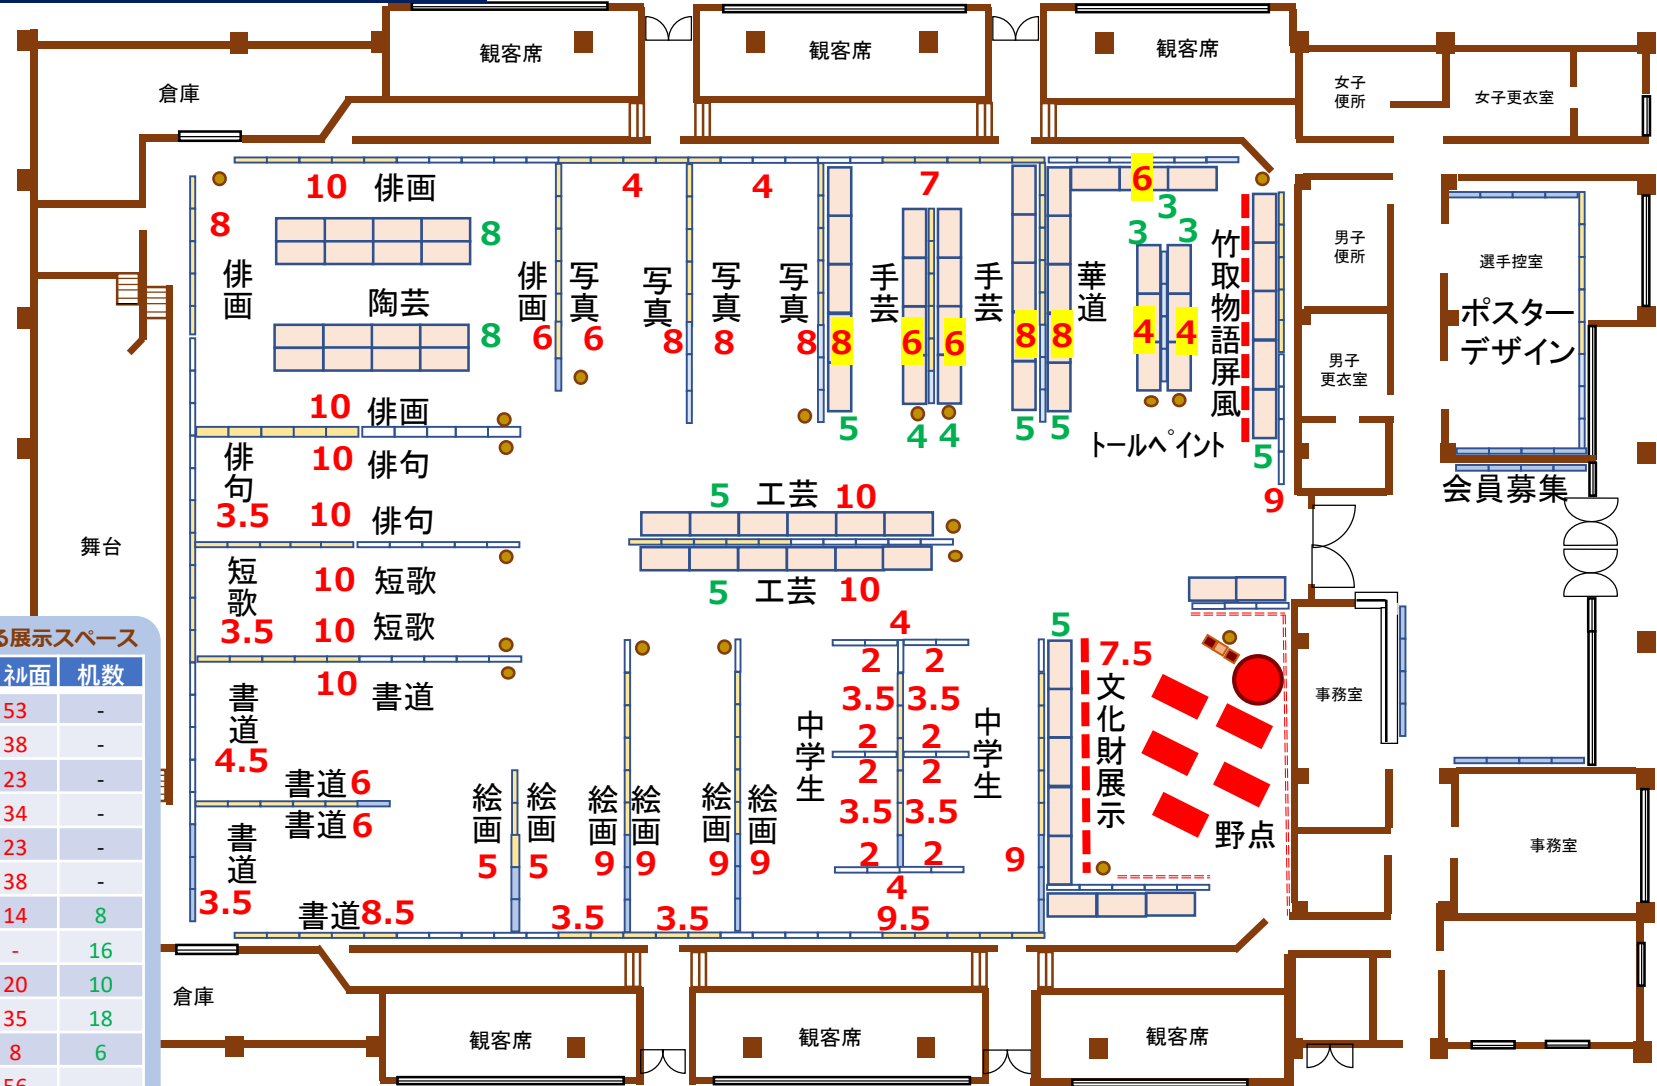 観客席
観客席
観客席
倉庫
女子
便所
女子更衣室
10 俳画
4
4
7
6
8
8
3
3
3
男子
便所
選手控室
俳画
陶芸
8
俳画
6
写真
6
写真
8
写真
8
写真
8
8
手芸
6
6
手芸
8
8
華道
4
4
竹取物語屏風
ポスター
デザイン
男子
更衣室
10 俳画
5
4
4
5
5
トールペイント
5
9
俳句
3.5
10 俳句
10 俳句
5 工芸 10
会員募集
舞台
短歌
3.5
10 短歌
5 工芸 10
10 短歌
4
5
7.5
2
2
3.5
3.5
2
2
2
2
3.5
3.5
2
2
4
9.5
中学生
中学生
9
文化財展示
野点
事務室
事務室
書道
4.5
10 書道
書道6
書道6
書道
3.5
書道8.5
絵画
5
絵画
5
絵画
9
絵画
9
絵画
9
絵画
9
3.5
3.5
る展示スペース
ネル面 机数
53 -
38 -
23 -
34 -
23 -
38 -
14 8
- 16
20 10
35 18
8 6
倉庫
観客席
観客席
観客席